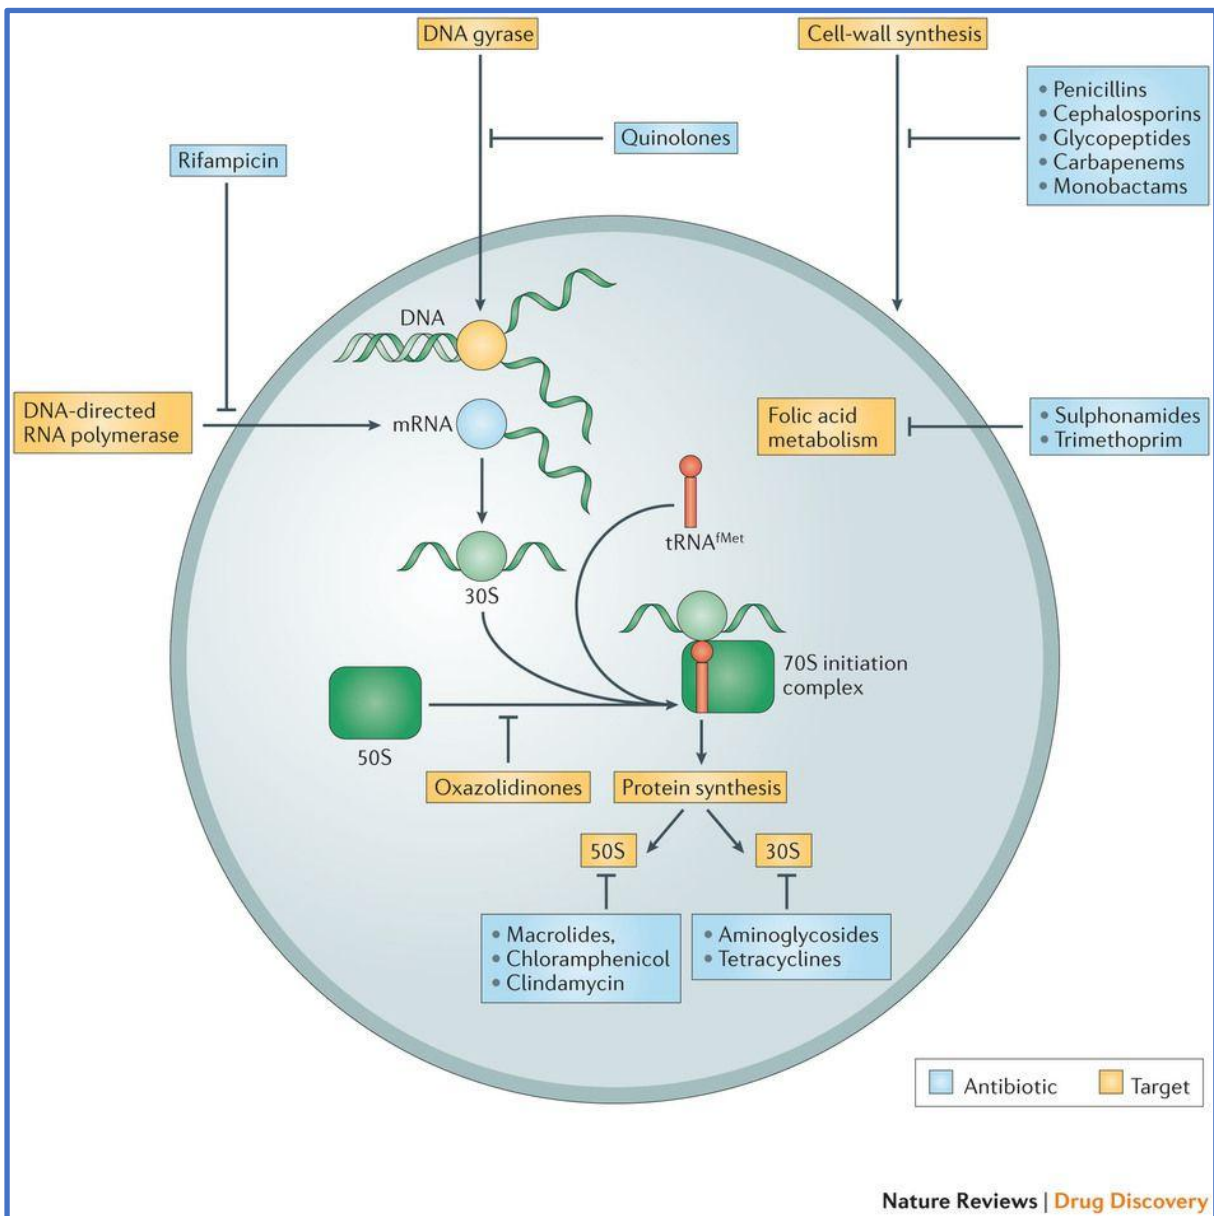 DNA gyrase
Cell-wall synthesis
• Penicillins
• Cephalosporins
• Glycopeptides
• Carbapenems
• Monobactams
Quinolones
Rifampicin
DNA
DNA-directed
RNA polymerase
mRNA
Folic acid
metabolism
• Sulphonamides
• Trimethoprim
tRNAfMet
30S
70S initiation
complex
50S
Oxazolidinones
Protein synthesis
50S
30S
• Macrolides,
• Chloramphenicol
• Clindamycin
• Aminoglycosides
• Tetracyclines
Antibiotic
Target
Nature Reviews | Drug Discovery